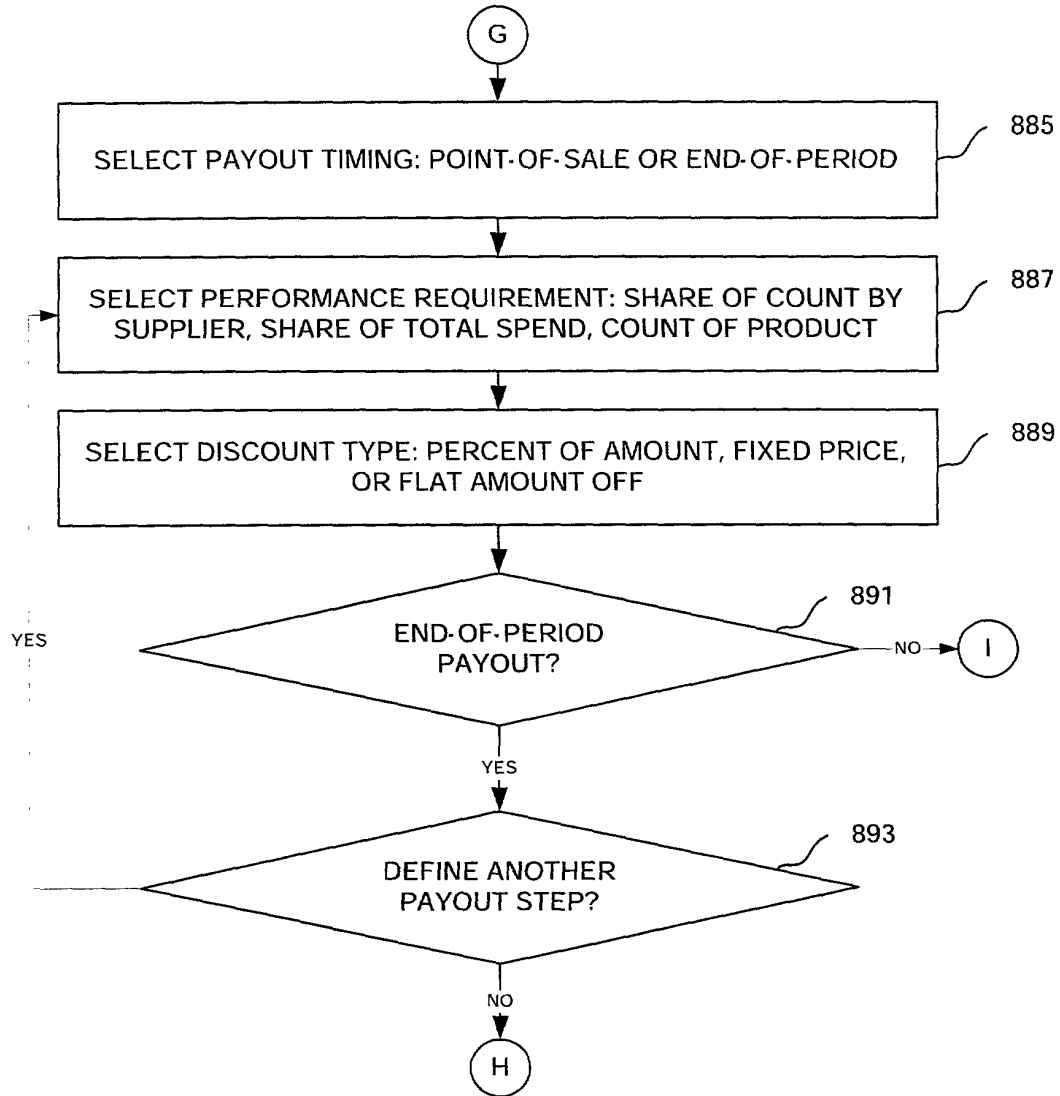 G
SELECT PAYOUT TIMING: POINT-OF-SALE OR END-OF-PERIOD
885
SELECT PERFORMANCE REQUIREMENT: SHARE OF COUNT BY
SUPPLIER, SHARE OF TOTAL SPEND, COUNT OF PRODUCT
887
SELECT DISCOUNT TYPE: PERCENT OF AMOUNT, FIXED PRICE,
OR FLAT AMOUNT OFF
889
END-OF-PERIOD
PAYOUT?
891
NO
I
YES
YES
DEFINE ANOTHER
PAYOUT STEP?
893
NO
H